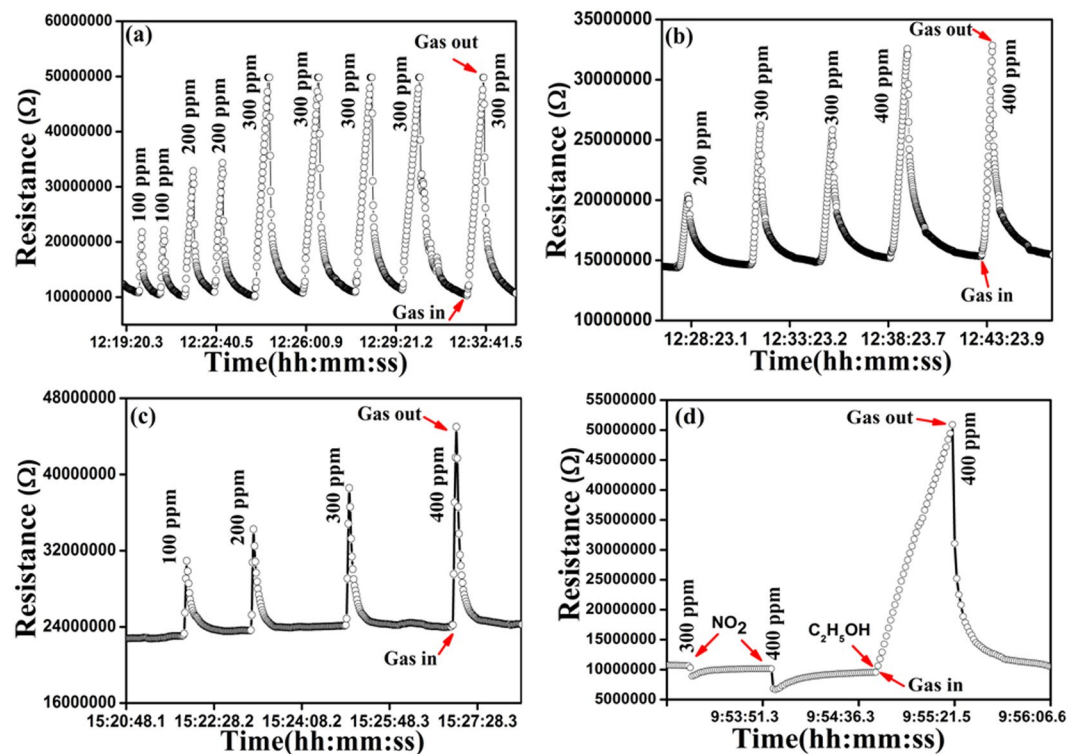 (a)
60000000
50000000
40000000
30000000
20000000
10000000
Resistance (Ω)
100 ppm
100 ppm
200 ppm
200 ppm
300 ppm
300 ppm
300 ppm
300 ppm
300 ppm
Gas out
Gas in
12:19:20.3 12:22:40.5 12:26:00.9 12:29:21.2 12:32:41.5
Time(hh:mm:ss)
(b)
35000000
30000000
25000000
20000000
15000000
10000000
Resistance (Ω)
200 ppm
300 ppm
300 ppm
400 ppm
400 ppm
Gas out
Gas in
12:28:23.1 12:33:23.2 12:38:23.7 12:43:23.9
Time(hh:mm:ss)
(c)
48000000
40000000
32000000
24000000
16000000
Resistance (Ω)
100 ppm
200 ppm
300 ppm
400 ppm
Gas out
Gas in
15:20:48.1 15:22:28.2 15:24:08.2 15:25:48.3 15:27:28.3
Time(hh:mm:ss)
(d)
55000000
50000000
45000000
40000000
35000000
30000000
25000000
20000000
15000000
10000000
5000000
Resistance (Ω)
300 ppm
NO2
400 ppm
C2H5OH
Gas out
400 ppm
Gas in
9:53:51.3 9:54:36.3 9:55:21.5 9:56:06.6
Time(hh:mm:ss)